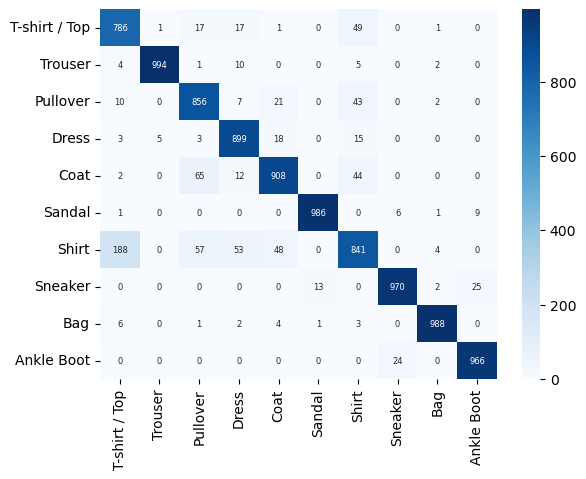 T-shirt / Top 786 1 17 17 1 0 49 0 1 0
Trouser 4 994 1 10 0 0 5 0 2 0
Pullover 10 0 856 7 21 0 43 0 2 0
Dress 3 5 3 899 18 0 15 0 0 0
Coat 2 0 65 12 908 0 44 0 0 0
Sandal 1 0 0 0 0 986 0 6 1 9
Shirt 188 0 57 53 48 0 841 0 4 0
Sneaker 0 0 0 0 0 13 0 970 2 25
Bag 6 0 1 2 4 1 3 0 988 0
Ankle Boot 0 0 0 0 0 0 0 24 0 966
T-shirt / Top Trouser Pullover Dress Coat Sandal Shirt Sneaker Bag Ankle Boot
800
600
400
200
0